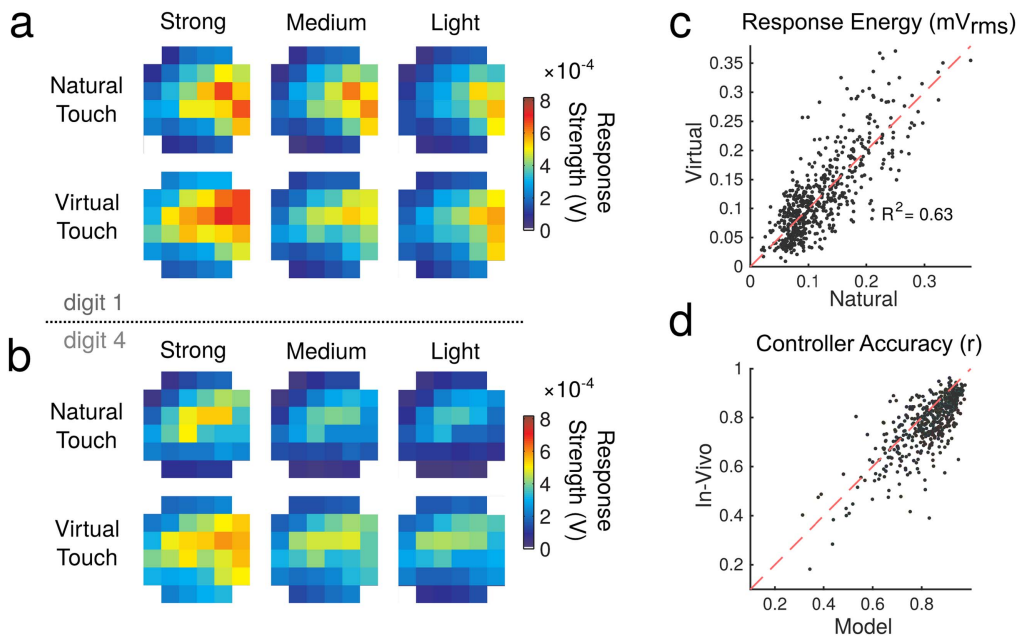 a
Strong Medium Light
Natural
Touch
Virtual
Touch
×10⁻⁴
8
6
4
2
0
Response
Strength (V)
digit 1
digit 4
b
Strong Medium Light
Natural
Touch
Virtual
Touch
×10⁻⁴
8
6
4
2
0
Response
Strength (V)
c
Response Energy (mVrms)
Virtual
0.35
0.3
0.25
0.2
0.15
0.1
0.05
0
R²= 0.63
0 0.1 0.2 0.3
Natural
d
Controller Accuracy (r)
In-Vivo
1
0.8
0.6
0.4
0.2
0.2 0.4 0.6 0.8
Model